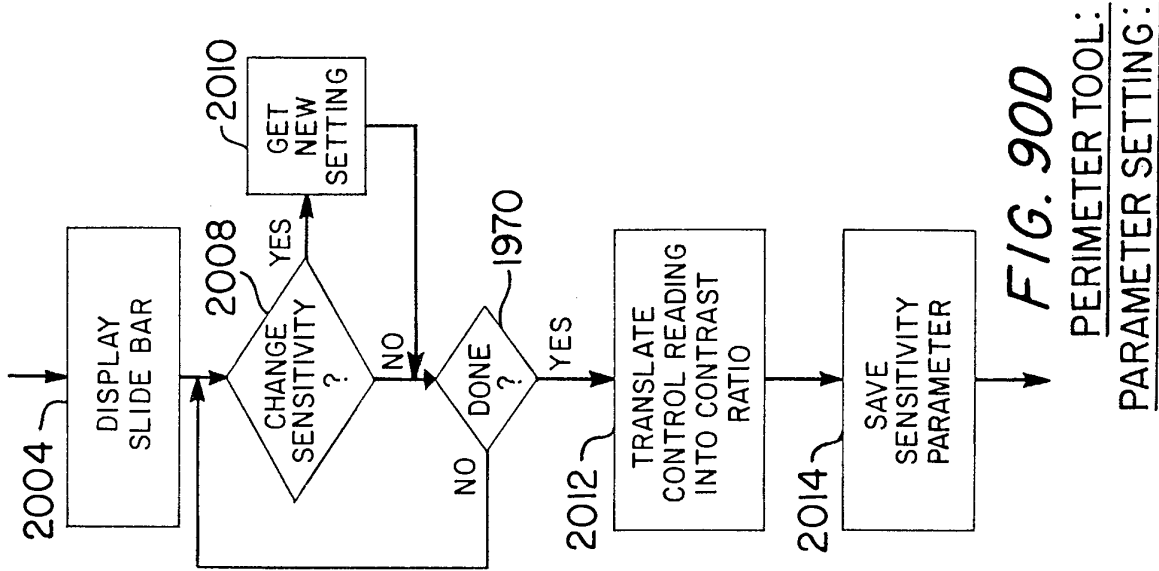 2004
DISPLAY
SLIDE BAR
2008
CHANGE
SENSITIVITY
?
YES
2010
GET
NEW
SETTING
NO
1970
DONE
?
NO
YES
2012
TRANSLATE
CONTROL READING
INTO CONTRAST
RATIO
2014
SAVE
SENSITIVITY
PARAMETER
FIG. 90D
PERIMETER TOOL:
PARAMETER SETTING: